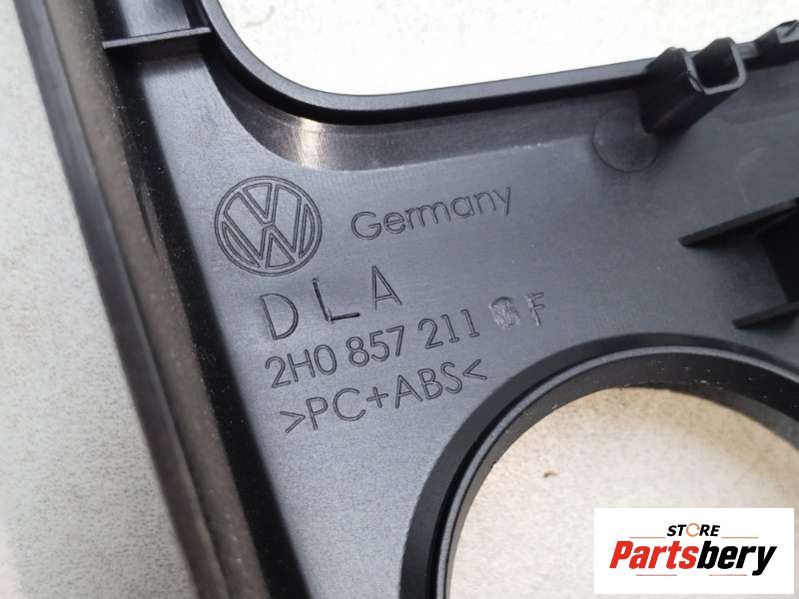 Germany
DLA
2H0 857 211 F
>PC+ABS<
STORE
Partsbery